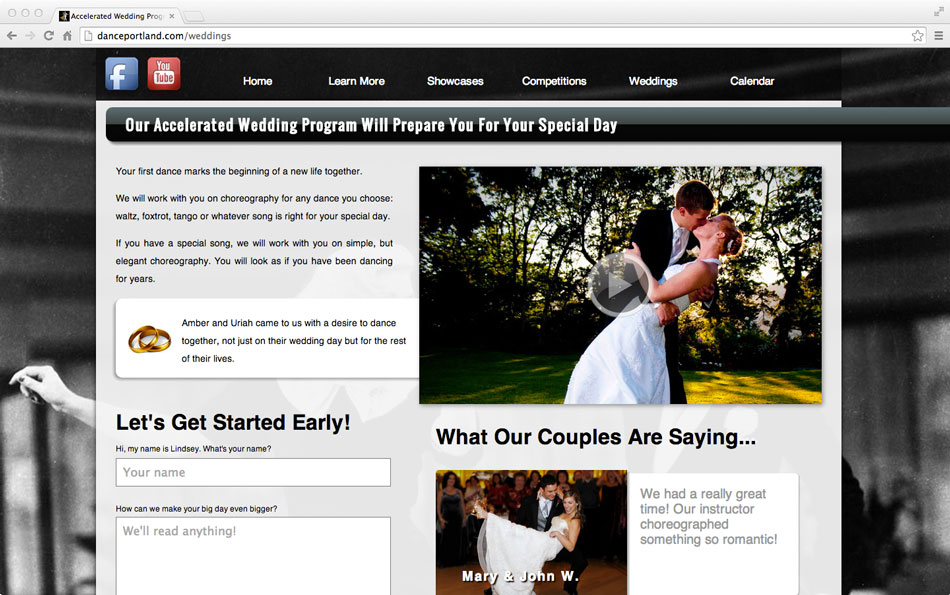 Accelerated Wedding Prog
danceportland.com/weddings
f
You
Tube
Home
Learn More
Showcases
Competitions
Weddings
Calendar
Our Accelerated Wedding Program Will Prepare You For Your Special Day
Your first dance marks the beginning of a new life together.
We will work with you on choreography for any dance you choose:
waltz, foxtrot, tango or whatever song is right for your special day.
If you have a special song, we will work with you on simple, but
elegant choreography. You will look as if you have been dancing
for years.
Amber and Uriah came to us with a desire to dance
together, not just on their wedding day but for the rest
of their lives.
Let's Get Started Early!
Hi, my name is Lindsey. What's your name?
Your name
How can we make your big day even bigger?
We'll read anything!
What Our Couples Are Saying...
Mary & John W.
We had a really great
time! Our instructor
choreographed
something so romantic!